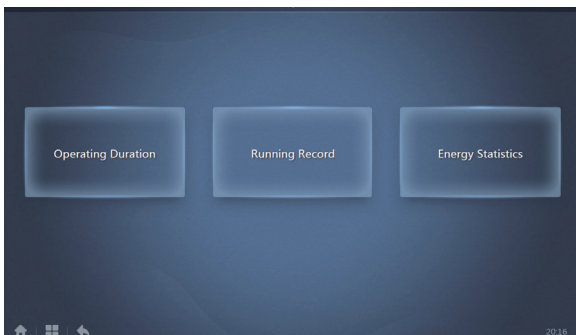 Operating Duration
Running Record
Energy Statistics
20:16